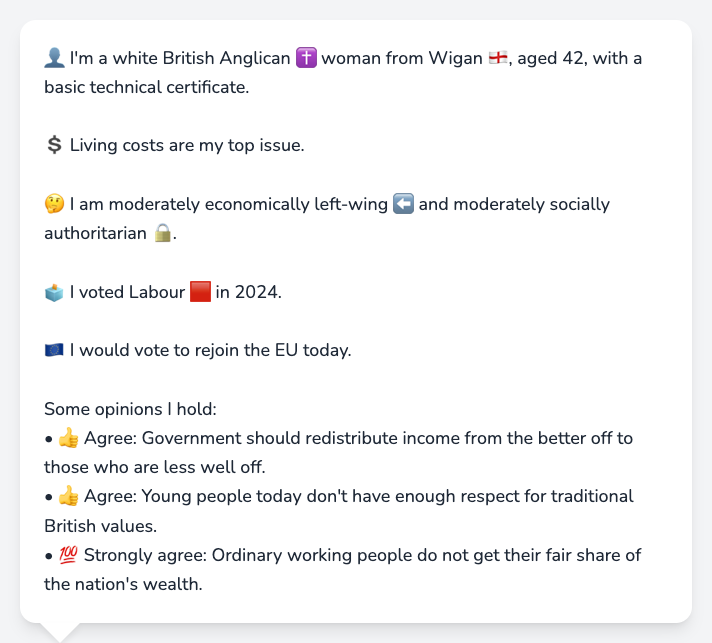 👤 I'm a white British Anglican ✝️ woman from Wigan 🏴󠁧󠁢󠁥󠁮󠁧󠁿, aged 42, with a
basic technical certificate.
💲 Living costs are my top issue.
🤔 I am moderately economically left-wing ⬅️ and moderately socially
authoritarian 🔒.
🗳️ I voted Labour 🟥 in 2024.
🇪🇺 I would vote to rejoin the EU today.
Some opinions I hold:
• 👍 Agree: Government should redistribute income from the better off to
those who are less well off.
• 👍 Agree: Young people today don't have enough respect for traditional
British values.
• 💯 Strongly agree: Ordinary working people do not get their fair share of
the nation's wealth.